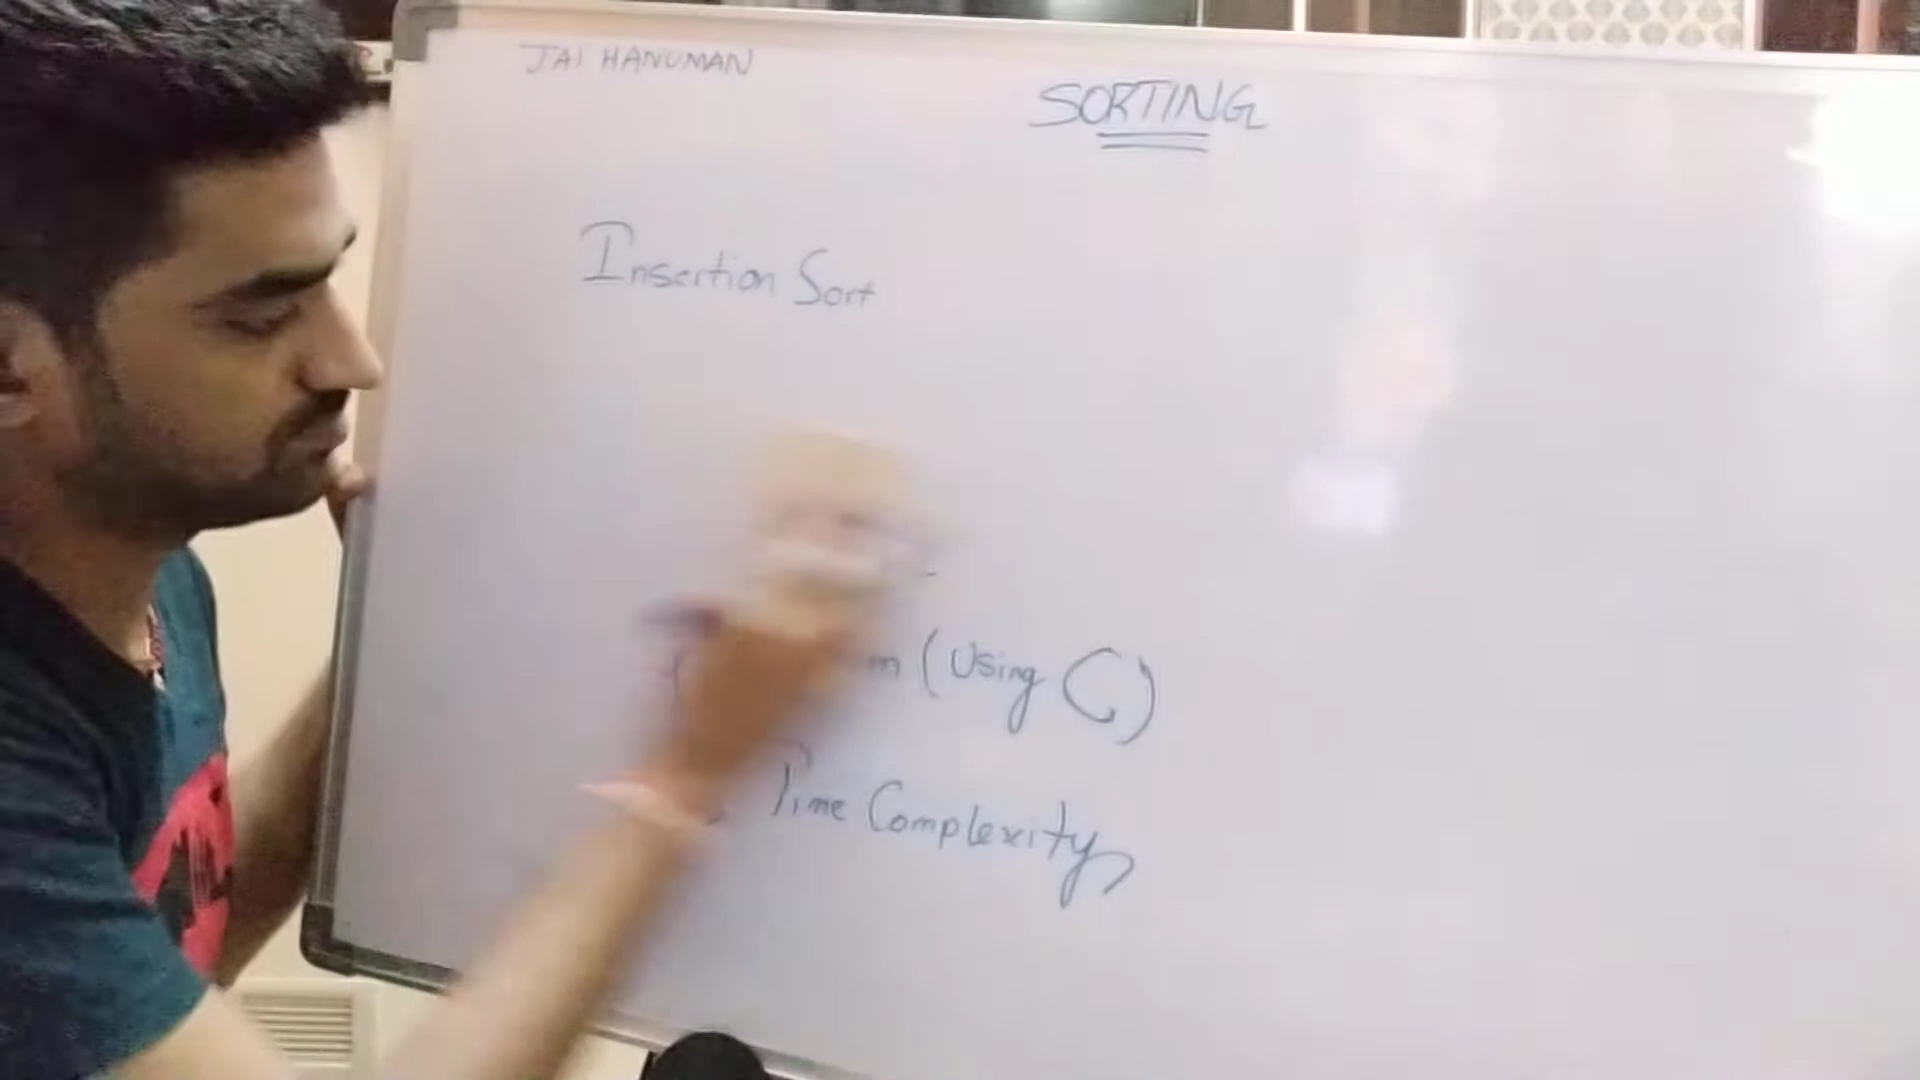 JAI HANUMAN
SORTING
Insertion Sort
(Using C)
Time Complexity